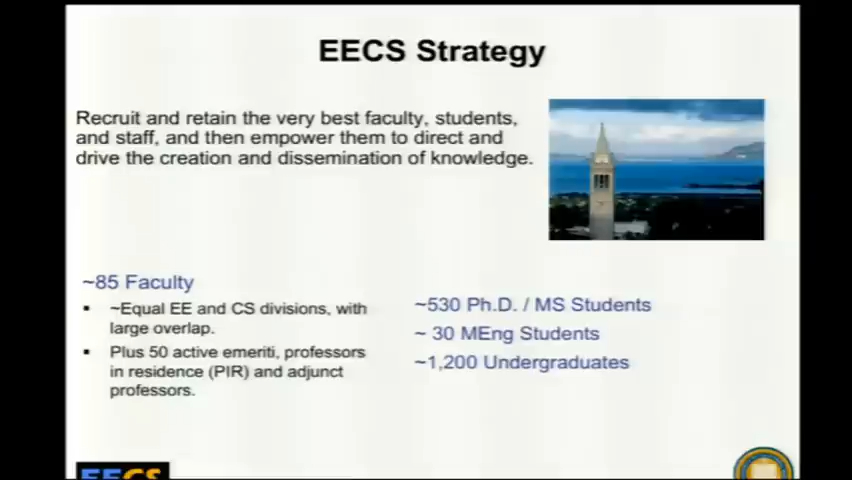 EECS Strategy
Recruit and retain the very best faculty, students,
and staff, and then empower them to direct and
drive the creation and dissemination of knowledge.
~85 Faculty
▪ ~Equal EE and CS divisions, with
large overlap.
▪ Plus 50 active emeriti, professors
in residence (PIR) and adjunct
professors.
~530 Ph.D. / MS Students
~ 30 MEng Students
~1,200 Undergraduates
EECS